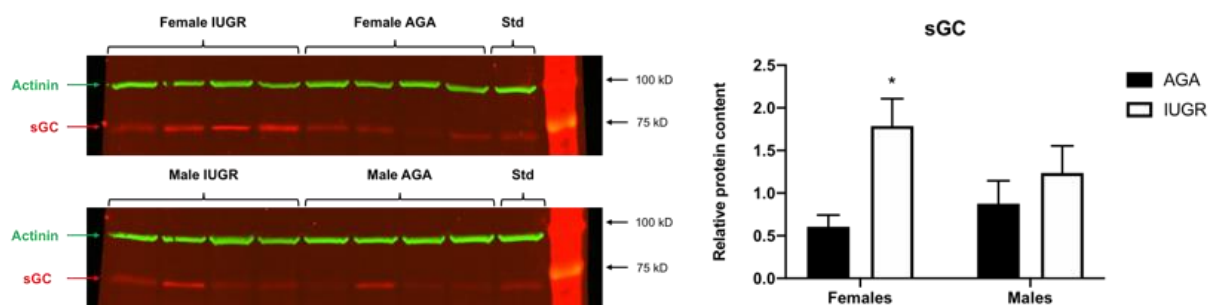 Female IUGR Female AGA Std
Actinin 100 kD
sGC 75 kD
Male IUGR Male AGA Std
Actinin 100 kD
sGC 75 kD
sGC
Relative protein content
2.5
2.0
1.5
1.0
0.5
0.0
*
Females Males
AGA
IUGR